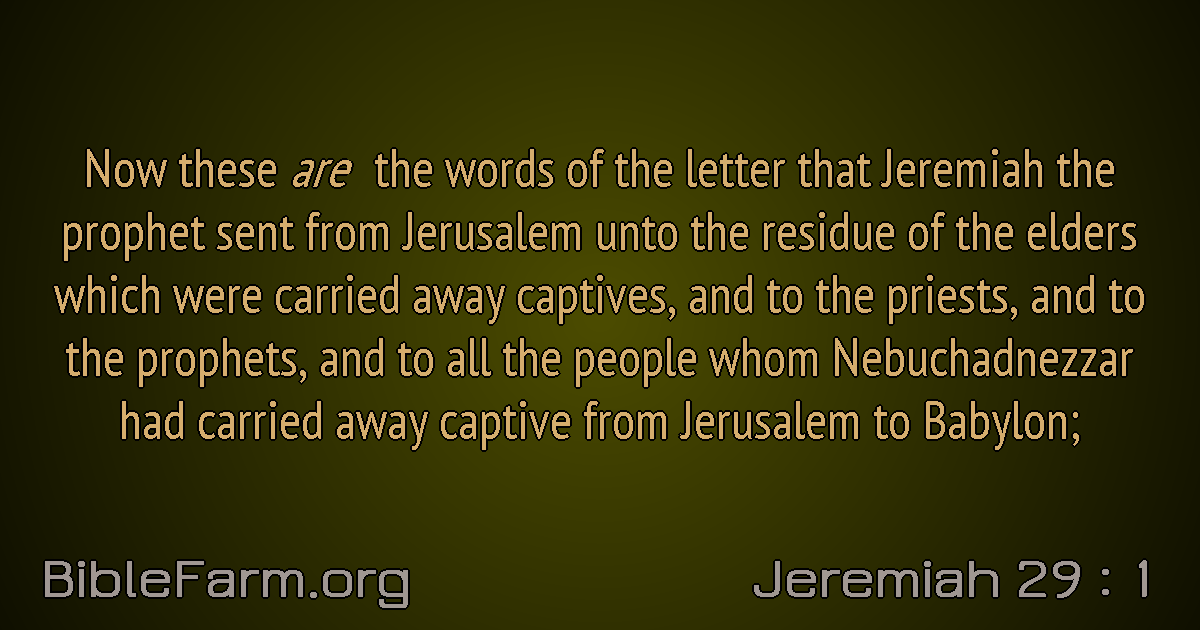 Now these are the words of the letter that Jeremiah the
prophet sent from Jerusalem unto the residue of the elders
which were carried away captives, and to the priests, and to
the prophets, and to all the people whom Nebuchadnezzar
had carried away captive from Jerusalem to Babylon;
BibleFarm.org
Jeremiah 29 : 1